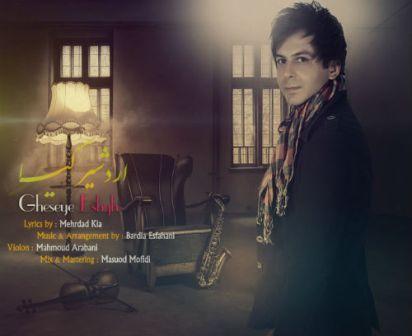 اردشیر کیا
Gheseye Eshgh
Lyrics by : Mehrdad Kia
Music & Arrangement by : Bardia Esfahani
Violon : Mahmoud Arabani
Mix & Mastering : Masuod Mofidi